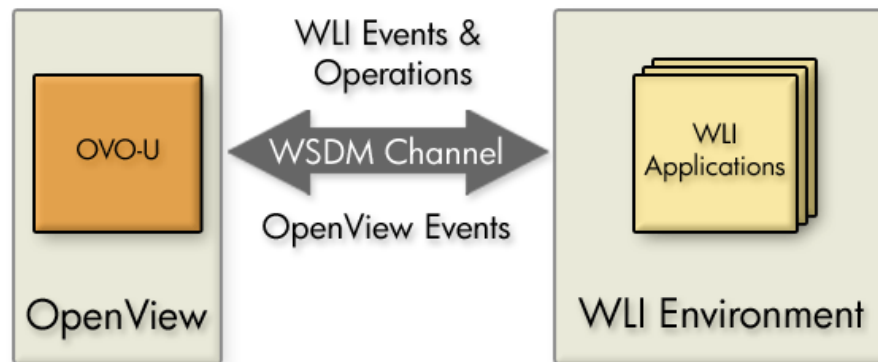 WLI Events &
Operations
OVO-U
WSDM Channel
WLI
Applications
OpenView Events
OpenView
WLI Environment